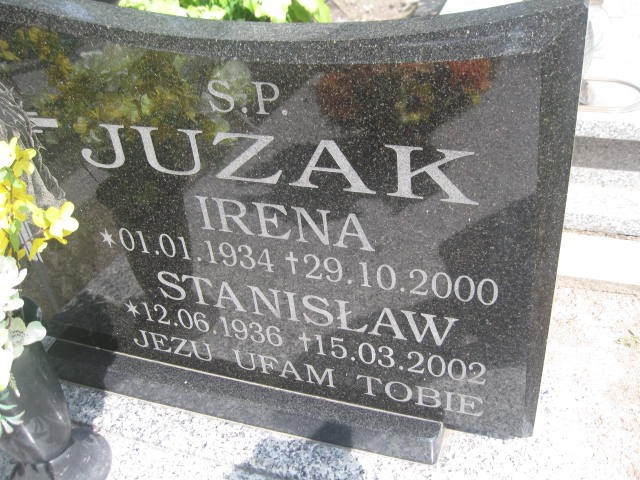 S.P.
JUZAK
IRENA
*01.01.1934 †29.10.2000
STANISŁAW
*12.06.1936 †15.03.2002
JEZU UFAM TOBIE